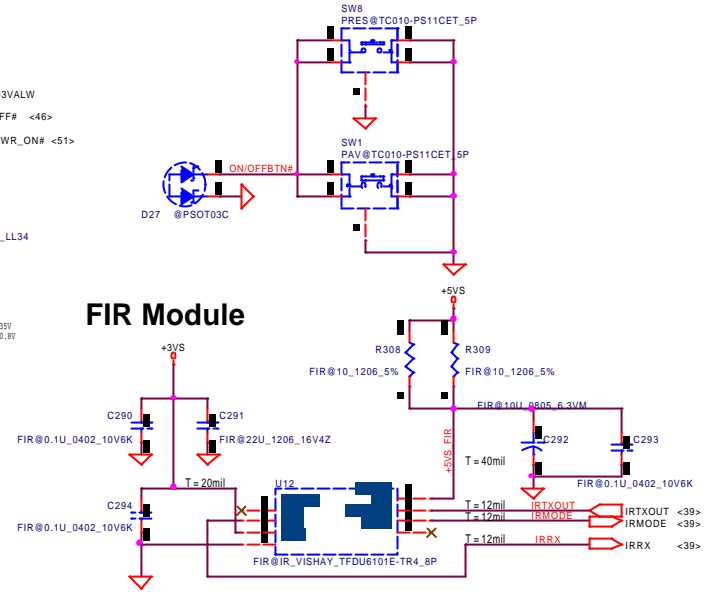 SW8
PRES@TC010-PS11CET_5P
3VALW
FF# <46>
WR_ON# <51>
SW1
PAV@TC010-PS11CET_5P
ON/OFFBTN#
D27 @PSOT03C
_LL34
35V
0.8V
FIR Module
+5VS
+3VS
R308
R309
FIR@10_1206_5%
FIR@10_1206_5%
C290
C291
FIR@10U_0805_6.3VM
FIR@0.1U_0402_10V6K
FIR@22U_1206_16V4Z
+5VS_FIR
C292
C293
T = 40mil
T = 20mil
U12
FIR@0.1U_0402_10V6K
C294
T = 12mil
IRTXOUT
IRTXOUT <39>
T = 12mil
IRMODE
IRMODE <39>
FIR@0.1U_0402_10V6K
T = 12mil
IRRX
IRRX <39>
FIR@IR_VISHAY_TFDU6101E-TR4_8P